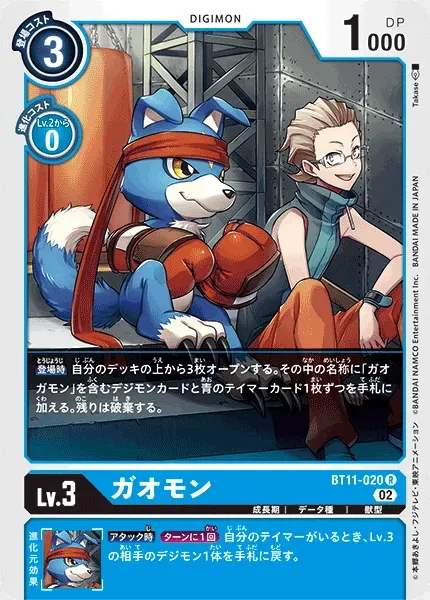 登場コスト
3
DIGIMON
1000
DP
進化コスト
Lv.2から
0
Takase
©本郷あきよし・フジテレビ・東映アニメーション ©BANDAI NAMCO Entertainment Inc. BANDAI MADE IN JAPAN
登場時 自分のデッキの上から3枚オープンする。その中の名称に「ガオ
ガモン」を含むデジモンカードと青のテイマーカード1枚ずつを手札に
加える。残りは破棄する。
BT11-020 R
02
Lv.3
ガオモン
成長期 | データ種 | 獣型
進化元効果
アタック時 ターンに1回 自分のテイマーがいるとき、Lv.3
の相手のデジモン1体を手札に戻す。